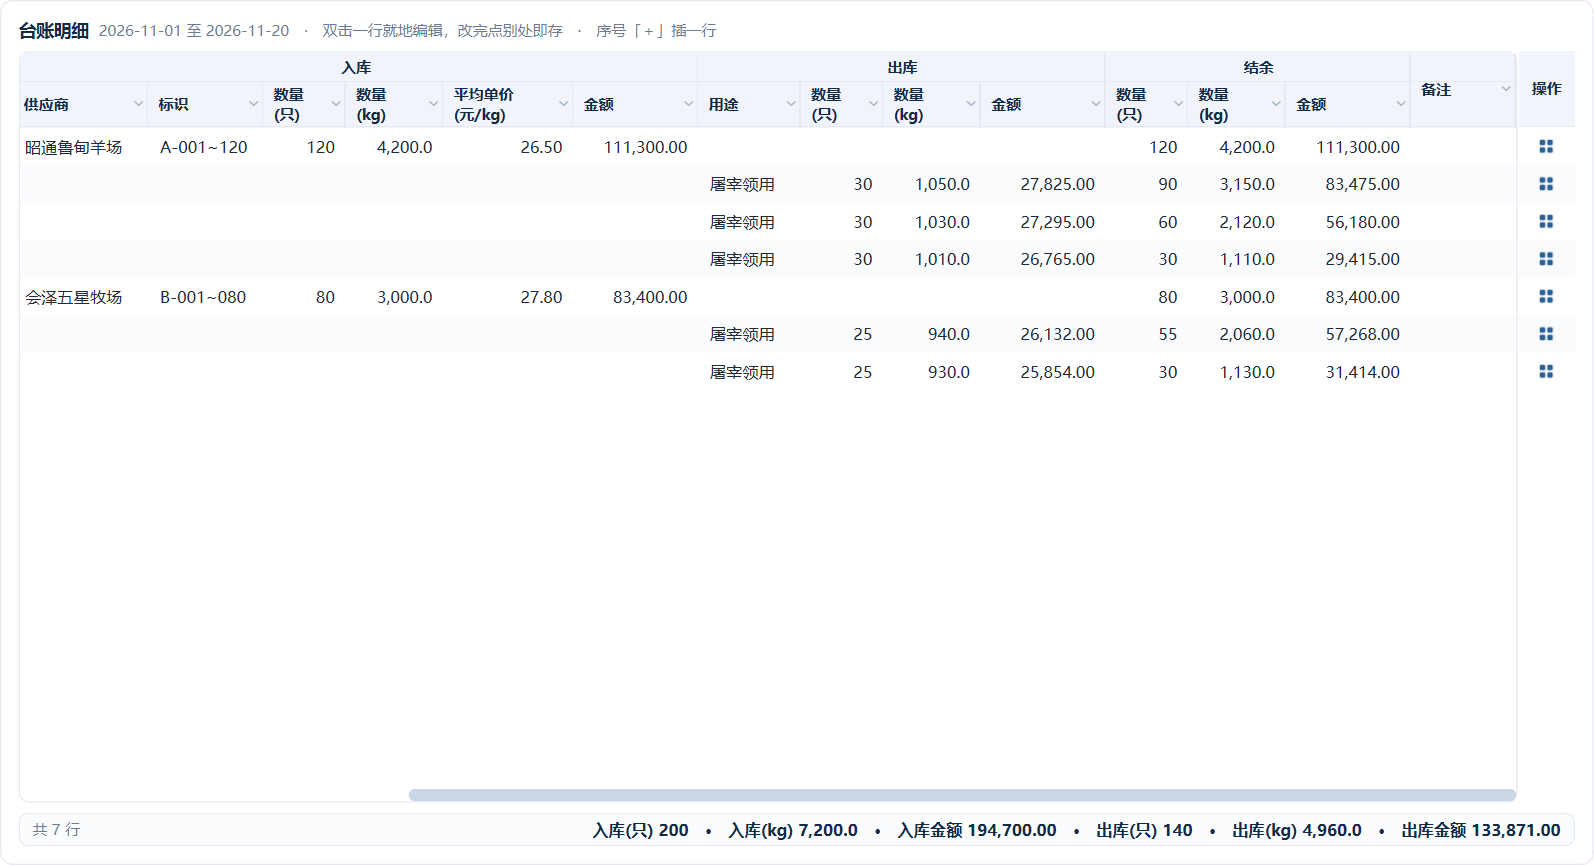 台账明细 2026-11-01 至 2026-11-20 · 双击一行就地编辑，改完点别处即存 · 序号「+」插一行
入库 出库 结余
供应商 标识 数量(只) 数量(kg) 平均单价(元/kg) 金额 用途 数量(只) 数量(kg) 金额 数量(只) 数量(kg) 金额 备注 操作
昭通鲁甸羊场 A-001~120 120 4,200.0 26.50 111,300.00 120 4,200.0 111,300.00
屠宰领用 30 1,050.0 27,825.00 90 3,150.0 83,475.00
屠宰领用 30 1,030.0 27,295.00 60 2,120.0 56,180.00
屠宰领用 30 1,010.0 26,765.00 30 1,110.0 29,415.00
会泽五星牧场 B-001~080 80 3,000.0 27.80 83,400.00 80 3,000.0 83,400.00
屠宰领用 25 940.0 26,132.00 55 2,060.0 57,268.00
屠宰领用 25 930.0 25,854.00 30 1,130.0 31,414.00
共 7 行 入库(只) 200 • 入库(kg) 7,200.0 • 入库金额 194,700.00 • 出库(只) 140 • 出库(kg) 4,960.0 • 出库金额 133,871.00